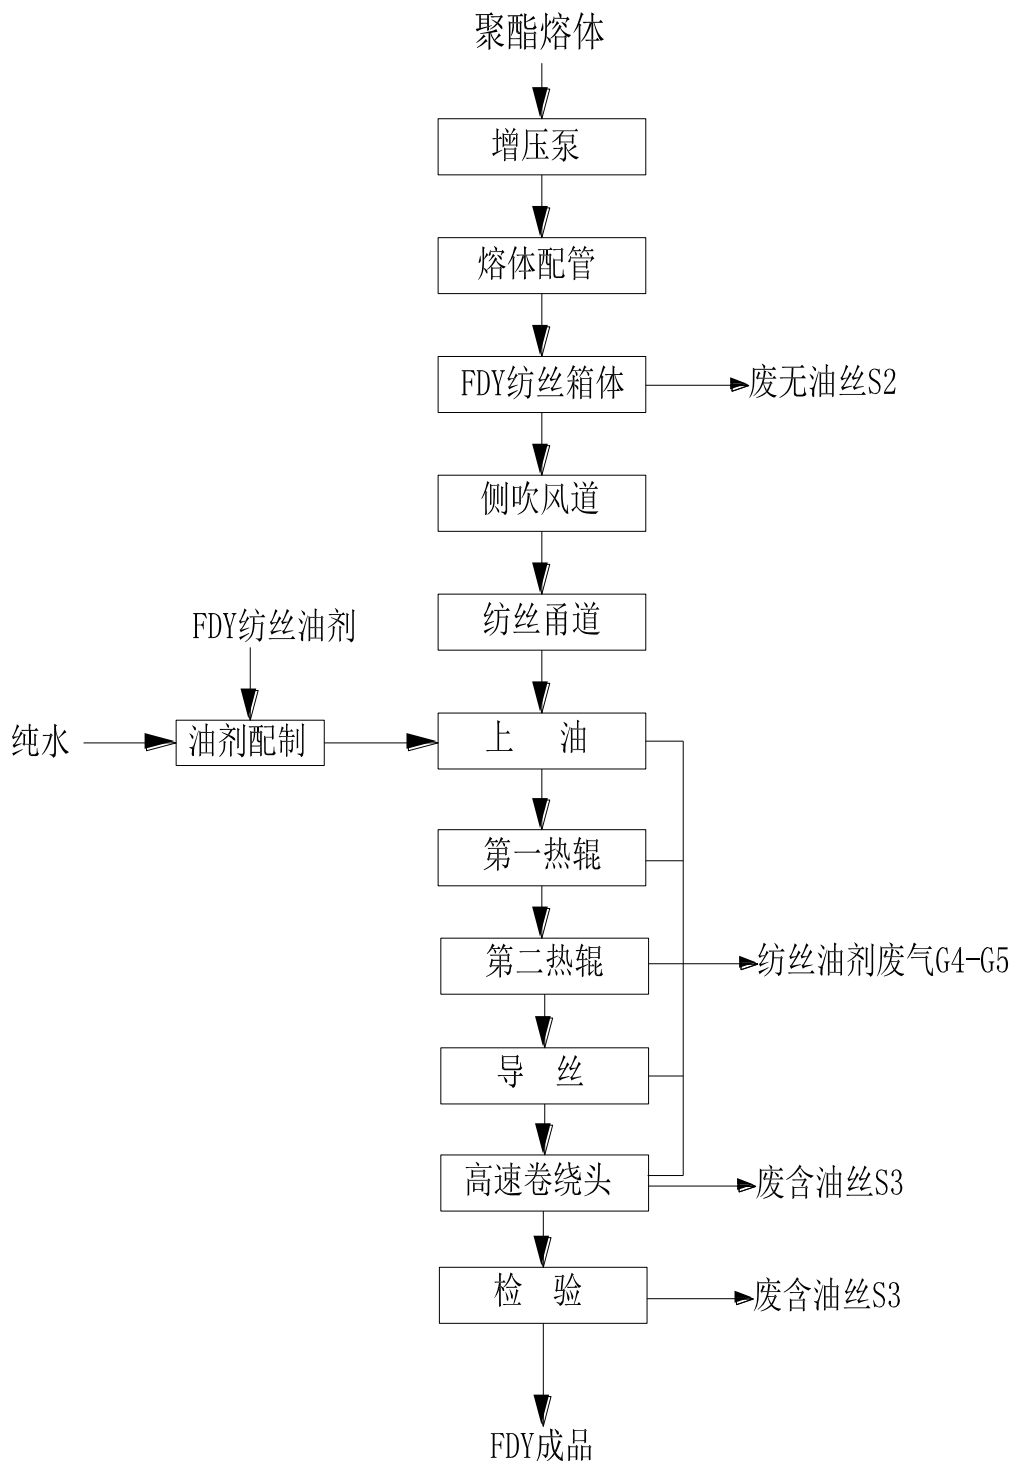 聚酯熔体
增压泵
熔体配管
FDY纺丝箱体
废无油丝S2
侧吹风道
纺丝甬道
FDY纺丝油剂
纯水
油剂配制
上 油
第一热辊
第二热辊
纺丝油剂废气G4-G5
导 丝
高速卷绕头
废含油丝S3
检 验
废含油丝S3
FDY成品